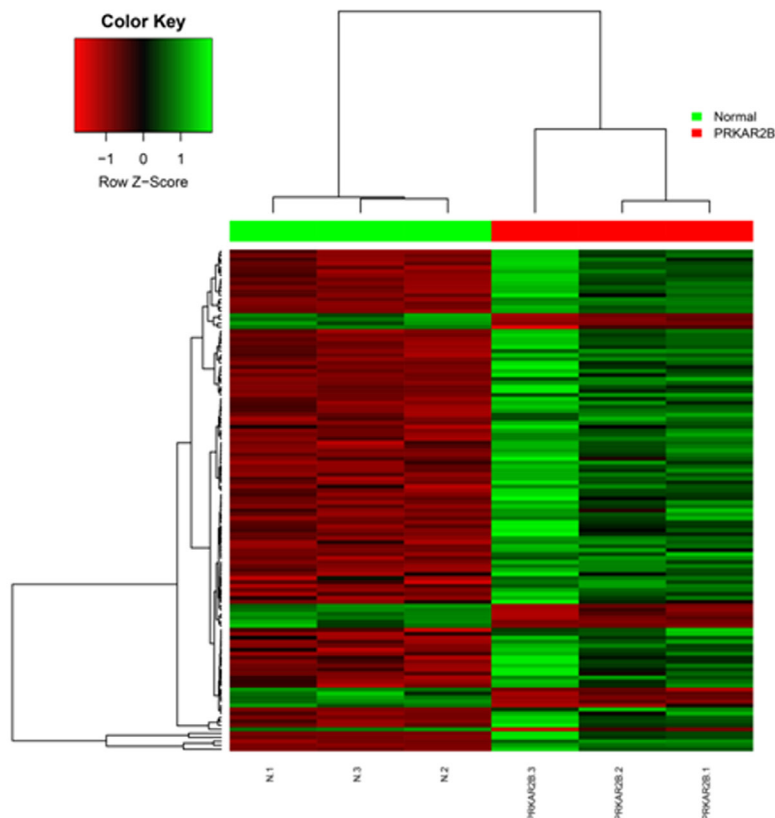 Color Key
−1 0 1
Row Z−Score
Normal
PRKAR2B
N.1
N.3
N.2
PRKAR2B.3
PRKAR2B.2
PRKAR2B.1